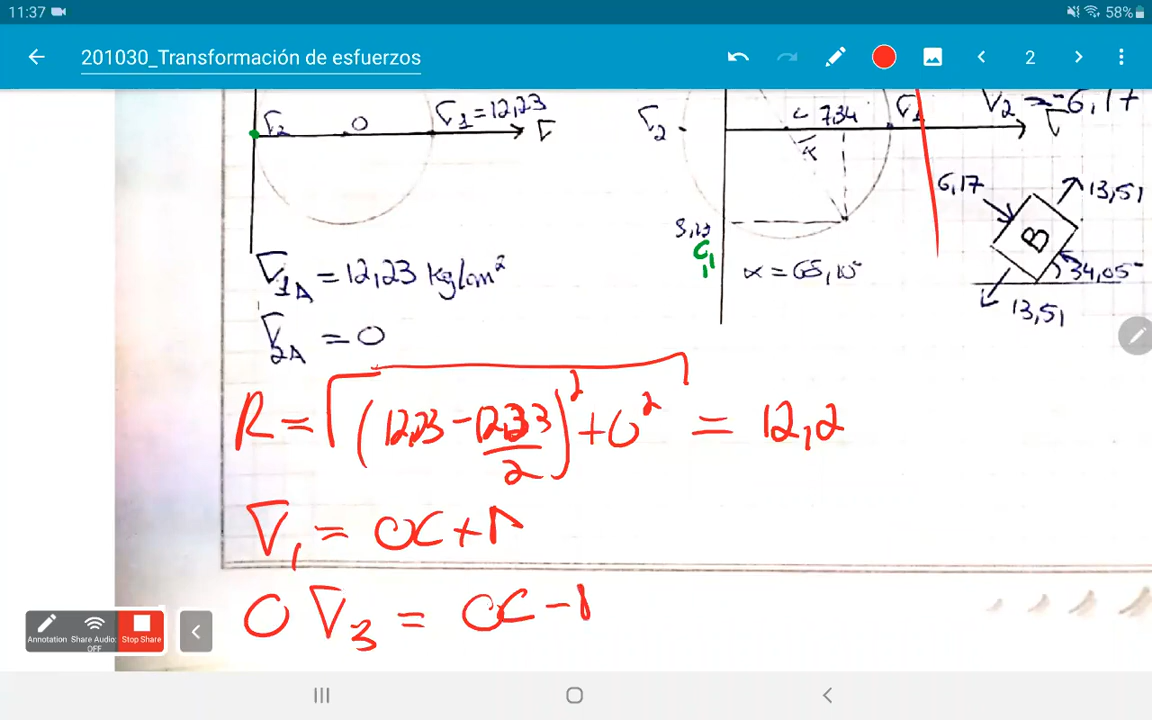 11:37
58%
201030_Transformación de esfuerzos
2
σ2 O σ1 = 12,23 σ
σ1A = 12,23 kg/cm²
σ2A = 0
σ2 C 7,34 σ1 σ2 = -6,17
α
α = 65,10°
6,17 13,51
B
34,05°
13,51
R = √((12,23 - 12,23/2)² + 0²) = 12,2
σ1 = OC + r
O σ3 = OC -
Annotation Share Audio: OFF Stop Share